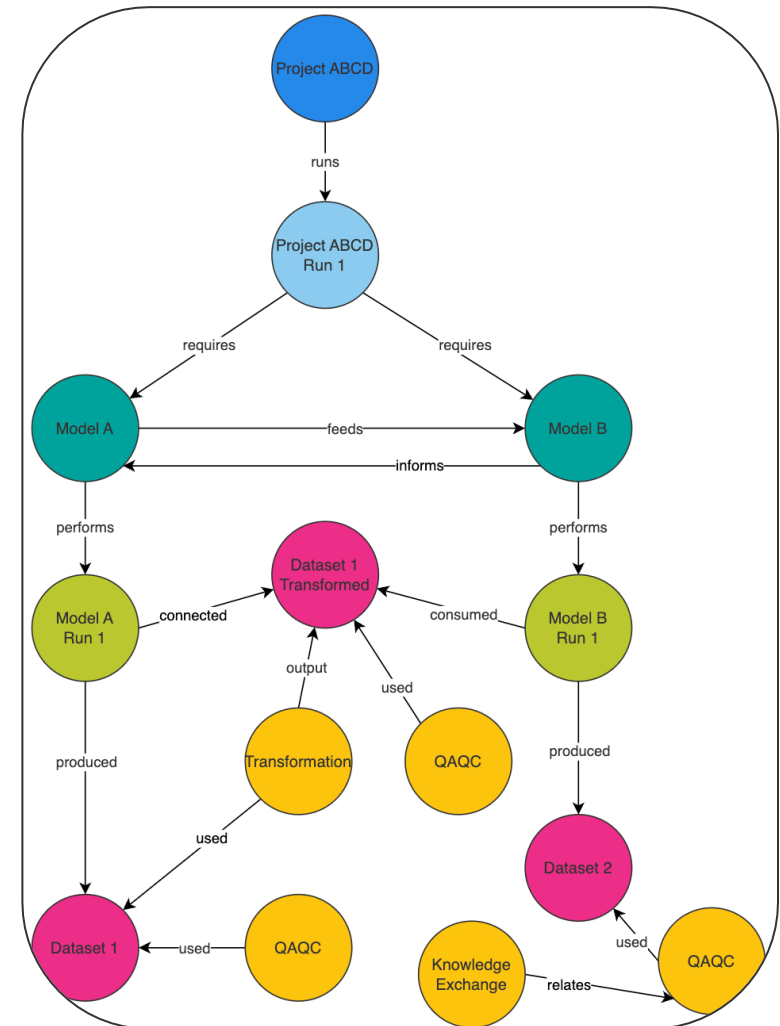 Project ABCD
runs
Project ABCD
Run 1
requires
requires
Model A
feeds
Model B
informs
performs
performs
Dataset 1
Transformed
Model A
Run 1
connected
consumed
Model B
Run 1
output
used
produced
Transformation
QAQC
produced
used
Dataset 2
Dataset 1
used
QAQC
used
QAQC
Knowledge
Exchange
relates